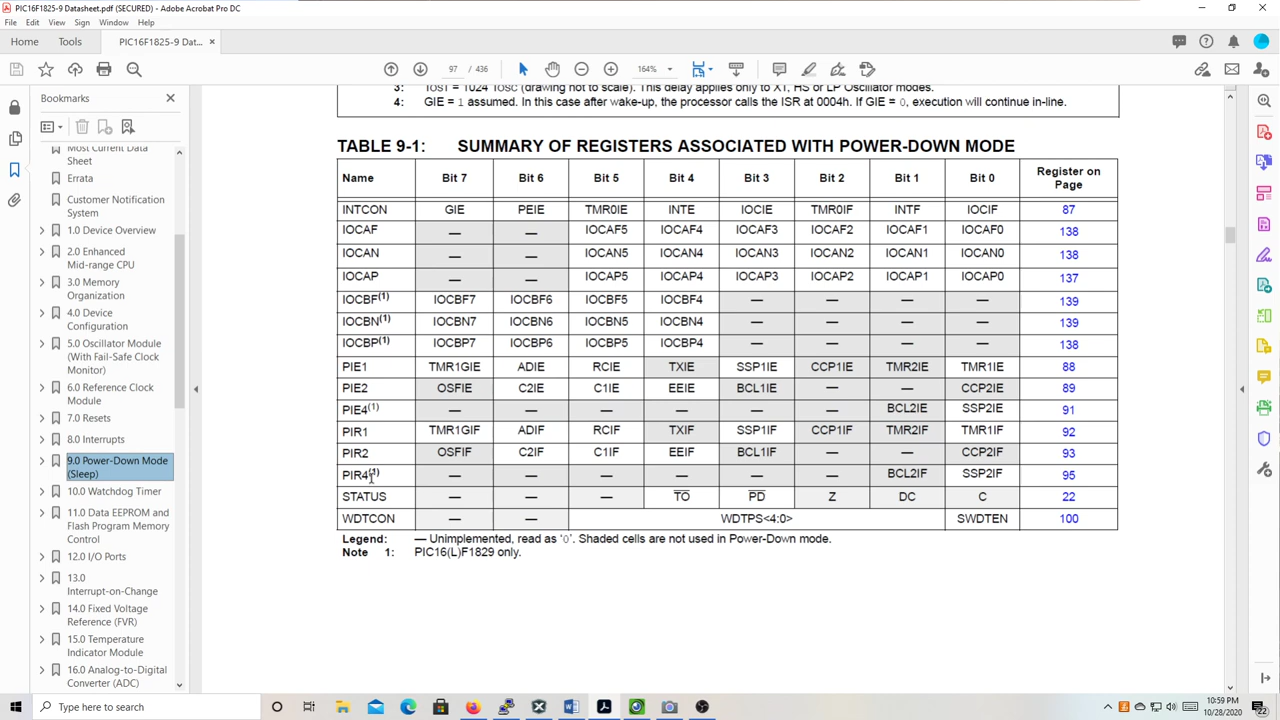 PIC16F1825-9 Datasheet.pdf (SECURED) - Adobe Acrobat Pro DC
File Edit View Sign Window Help
Home Tools PIC16F1825-9 Dat... ×
97 / 436 164%
Bookmarks
Most Current Data Sheet
Errata
Customer Notification System
1.0 Device Overview
2.0 Enhanced Mid-range CPU
3.0 Memory Organization
4.0 Device Configuration
5.0 Oscillator Module (With Fail-Safe Clock Monitor)
6.0 Reference Clock Module
7.0 Resets
8.0 Interrupts
9.0 Power-Down Mode (Sleep)
10.0 Watchdog Timer
11.0 Data EEPROM and Flash Program Memory Control
12.0 I/O Ports
13.0 Interrupt-on-Change
14.0 Fixed Voltage Reference (FVR)
15.0 Temperature Indicator Module
16.0 Analog-to-Digital Converter (ADC)
3: TOST = 1024 TOSC (drawing not to scale). This delay applies only to XT, HS or LP Oscillator modes.
4: GIE = 1 assumed. In this case after wake-up, the processor calls the ISR at 0004h. If GIE = 0, execution will continue in-line.
TABLE 9-1: SUMMARY OF REGISTERS ASSOCIATED WITH POWER-DOWN MODE
Name Bit 7 Bit 6 Bit 5 Bit 4 Bit 3 Bit 2 Bit 1 Bit 0 Register on Page
INTCON GIE PEIE TMR0IE INTE IOCIE TMR0IF INTF IOCIF 87
IOCAF — — IOCAF5 IOCAF4 IOCAF3 IOCAF2 IOCAF1 IOCAF0 138
IOCAN — — IOCAN5 IOCAN4 IOCAN3 IOCAN2 IOCAN1 IOCAN0 138
IOCAP — — IOCAP5 IOCAP4 IOCAP3 IOCAP2 IOCAP1 IOCAP0 137
IOCBF(1) IOCBF7 IOCBF6 IOCBF5 IOCBF4 — — — — 139
IOCBN(1) IOCBN7 IOCBN6 IOCBN5 IOCBN4 — — — — 139
IOCBP(1) IOCBP7 IOCBP6 IOCBP5 IOCBP4 — — — — 138
PIE1 TMR1GIE ADIE RCIE TXIE SSP1IE CCP1IE TMR2IE TMR1IE 88
PIE2 OSFIE C2IE C1IE EEIE BCL1IE — — CCP2IE 89
PIE4(1) — — — — — — BCL2IE SSP2IE 91
PIR1 TMR1GIF ADIF RCIF TXIF SSP1IF CCP1IF TMR2IF TMR1IF 92
PIR2 OSFIF C2IF C1IF EEIF BCL1IF — — CCP2IF 93
PIR4(1) — — — — — — BCL2IF SSP2IF 95
STATUS — — — TO PD Z DC C 22
WDTCON — — WDTPS<4:0> SWDTEN 100
Legend: — Unimplemented, read as ‘0’. Shaded cells are not used in Power-Down mode.
Note 1: PIC16(L)F1829 only.
Type here to search
10:59 PM
10/28/2020
22